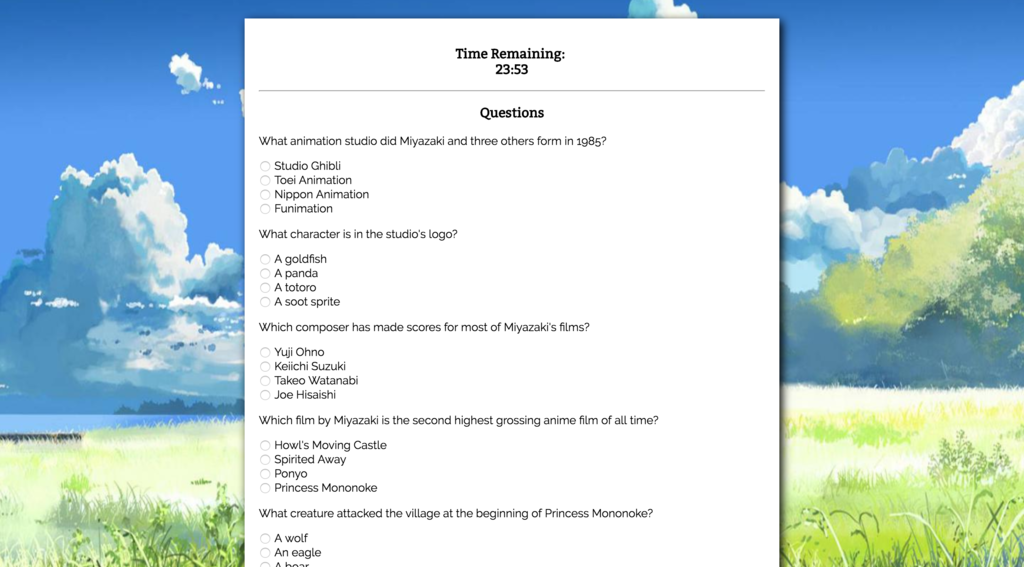 Time Remaining:
23:53
Questions
What animation studio did Miyazaki and three others form in 1985?
Studio Ghibli
Toei Animation
Nippon Animation
Funimation
What character is in the studio's logo?
A goldfish
A panda
A totoro
A soot sprite
Which composer has made scores for most of Miyazaki's films?
Yuji Ohno
Keiichi Suzuki
Takeo Watanabi
Joe Hisaishi
Which film by Miyazaki is the second highest grossing anime film of all time?
Howl's Moving Castle
Spirited Away
Ponyo
Princess Mononoke
What creature attacked the village at the beginning of Princess Mononoke?
A wolf
An eagle
A boar